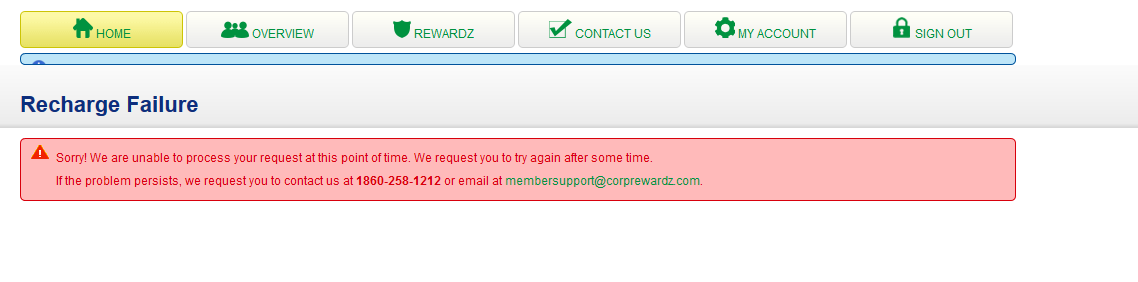 HOME OVERVIEW REWARDZ CONTACT US MY ACCOUNT SIGN OUT
Recharge Failure
Sorry! We are unable to process your request at this point of time. We request you to try again after some time.
If the problem persists, we request you to contact us at 1860-258-1212 or email at membersupport@corprewardz.com.